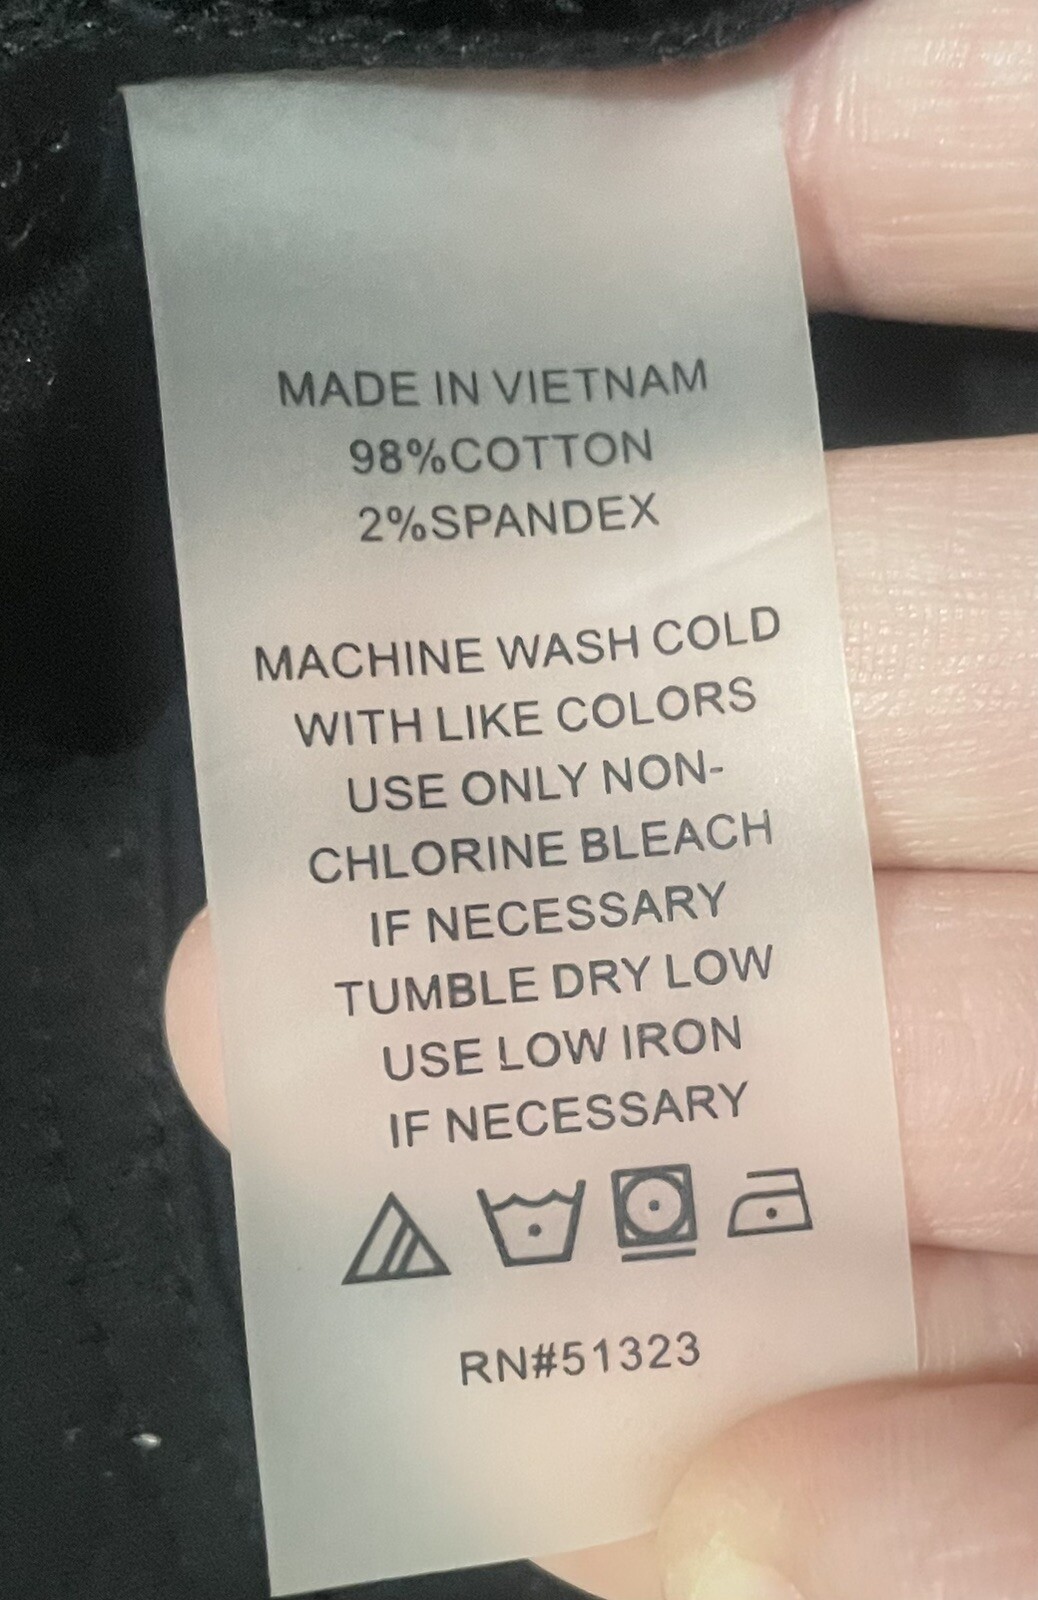 MADE IN VIETNAM
98%COTTON
2%SPANDEX
MACHINE WASH COLD
WITH LIKE COLORS
USE ONLY NON-
CHLORINE BLEACH
IF NECESSARY
TUMBLE DRY LOW
USE LOW IRON
IF NECESSARY
RN#51323